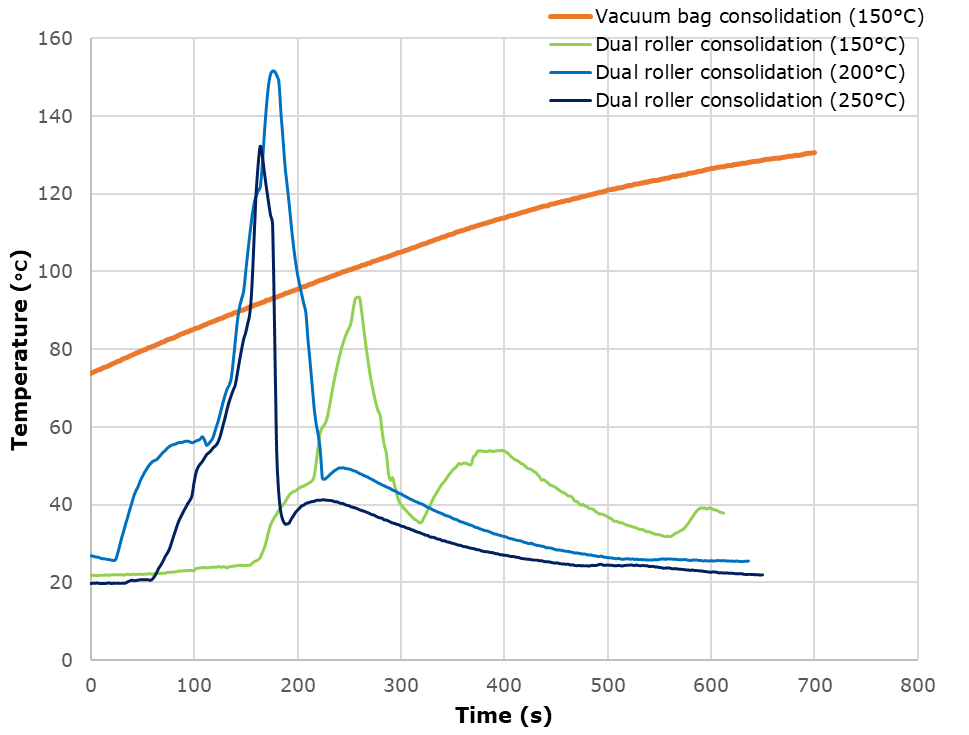 Vacuum bag consolidation (150°C)
Dual roller consolidation (150°C)
Dual roller consolidation (200°C)
Dual roller consolidation (250°C)
160
140
120
100
80
60
40
20
0
Temperature (°C)
0 100 200 300 400 500 600 700 800
Time (s)